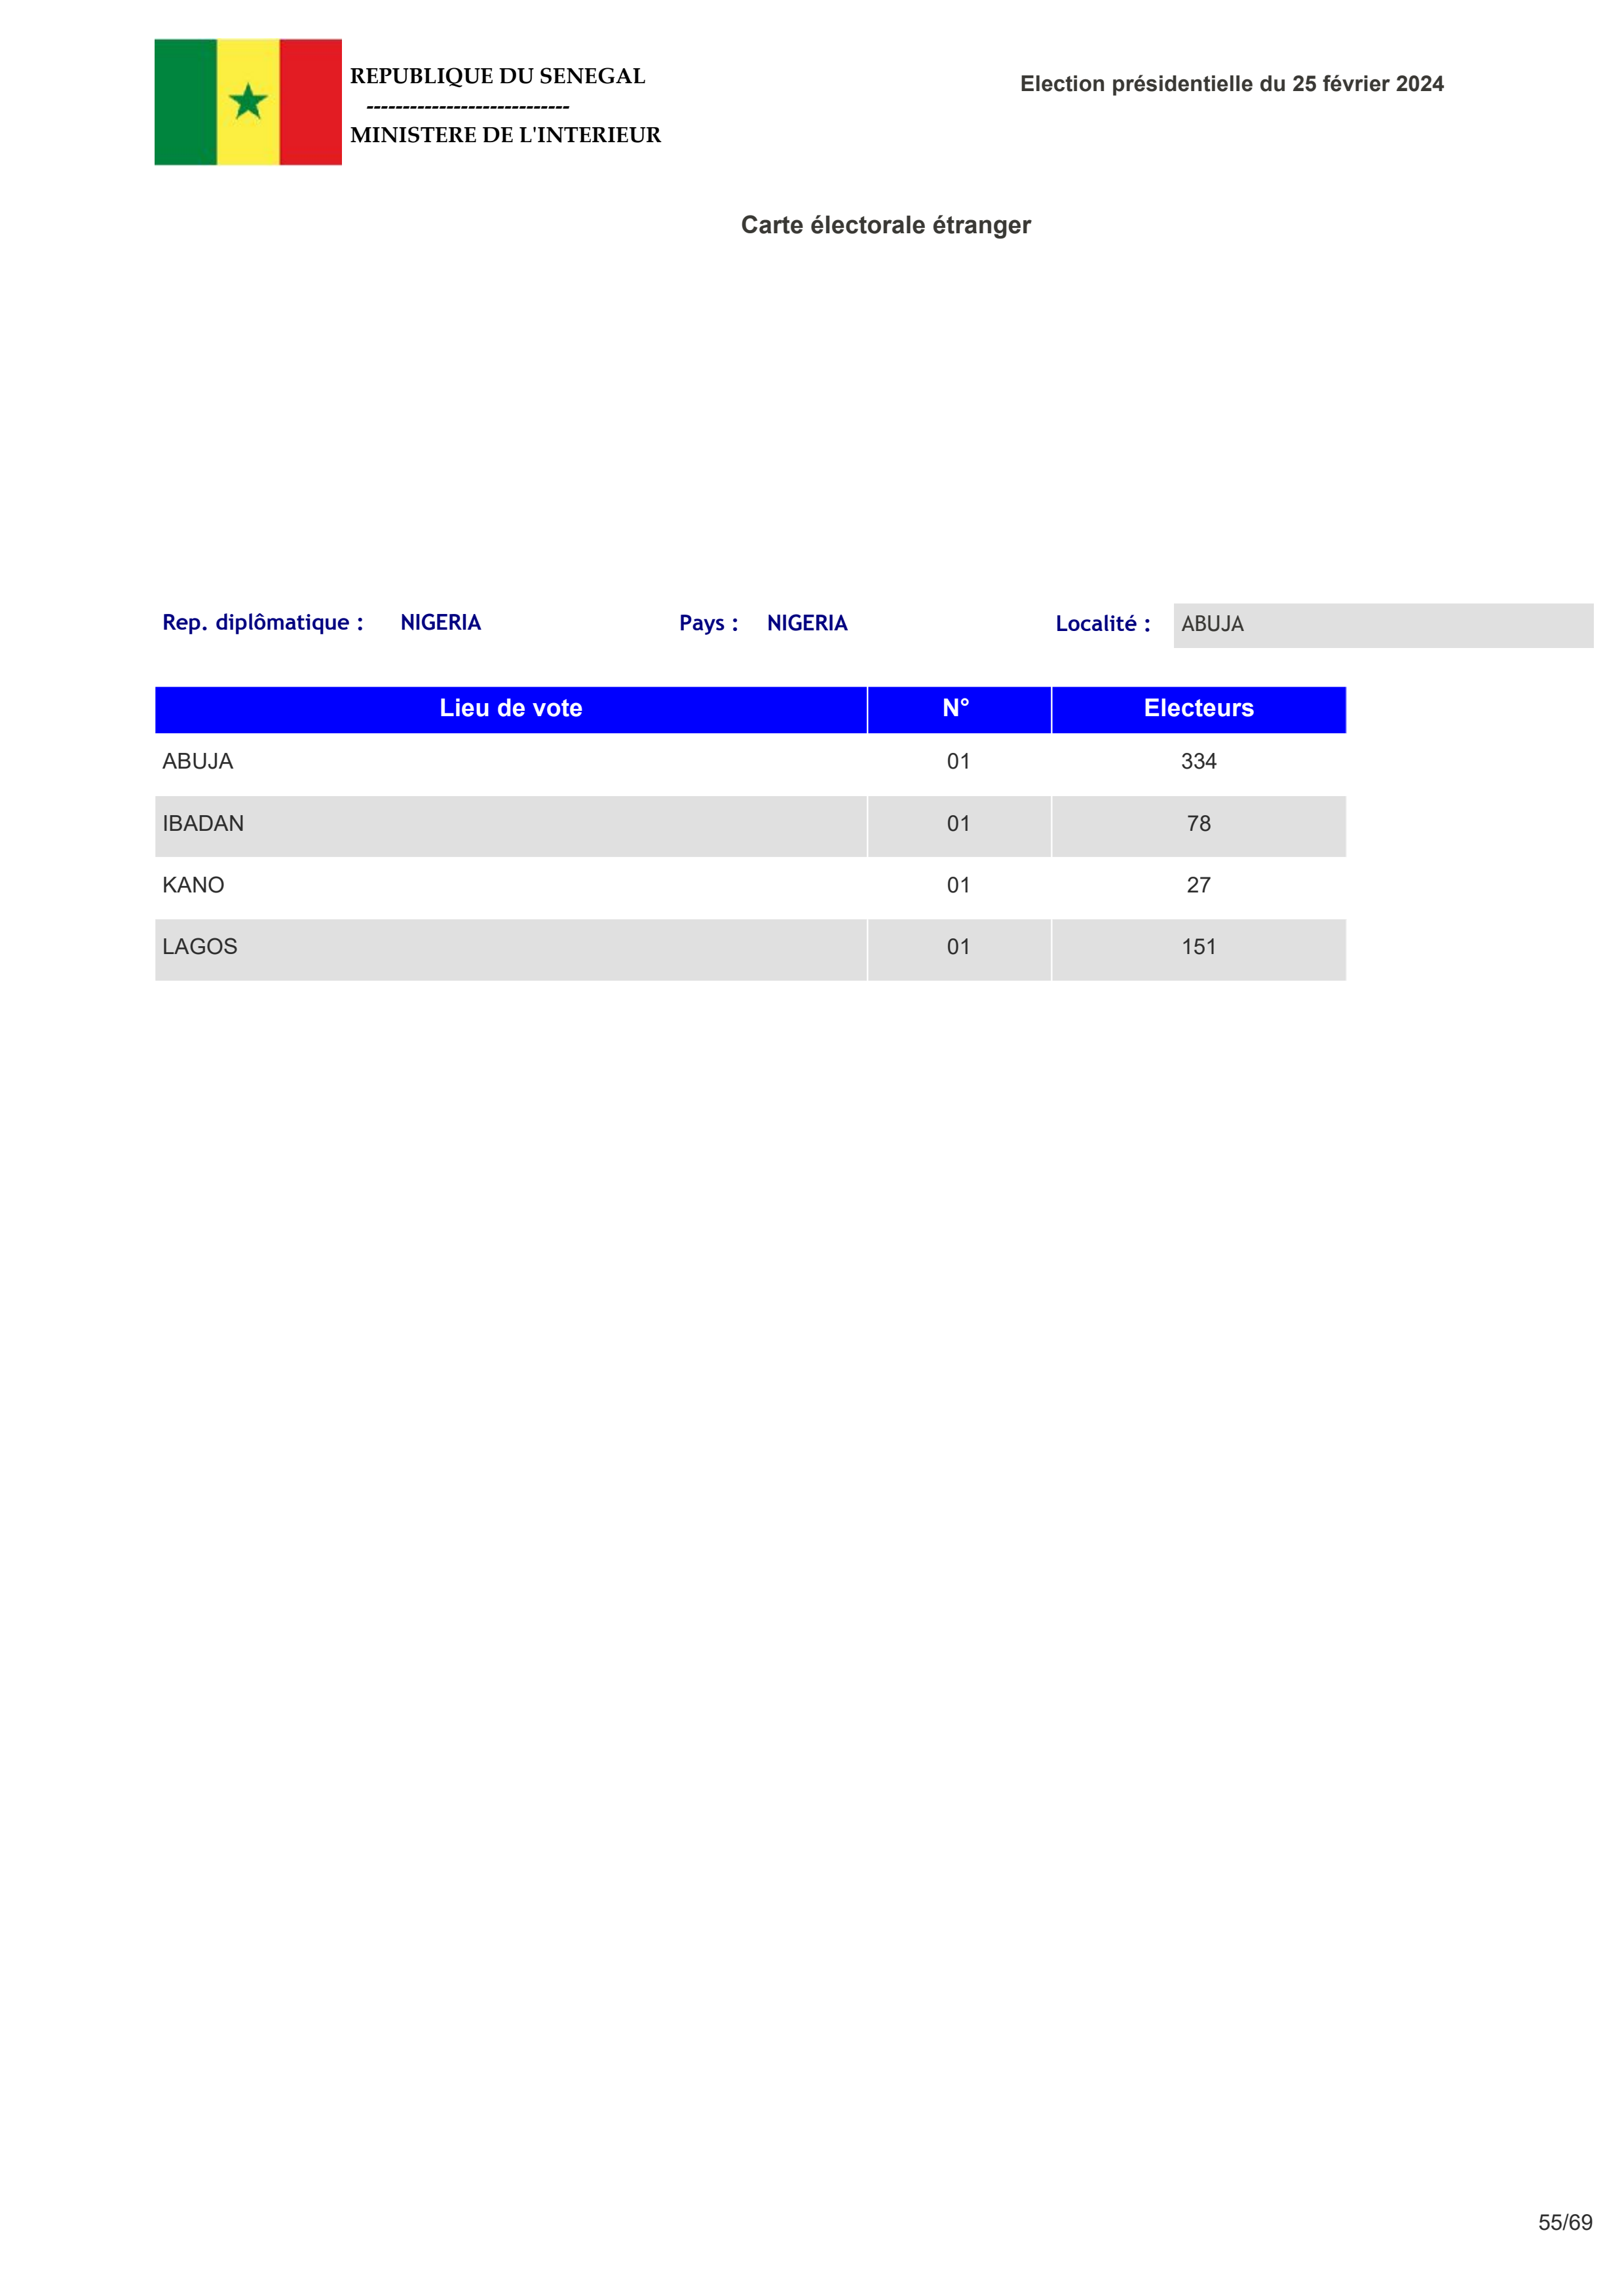 REPUBLIQUE DU SENEGAL
----------------------------
MINISTERE DE L'INTERIEUR
Election présidentielle du 25 février 2024
Carte électorale étranger
Rep. diplômatique : NIGERIA Pays : NIGERIA Localité : ABUJA
Lieu de vote N° Electeurs
ABUJA 01 334
IBADAN 01 78
KANO 01 27
LAGOS 01 151
55/69